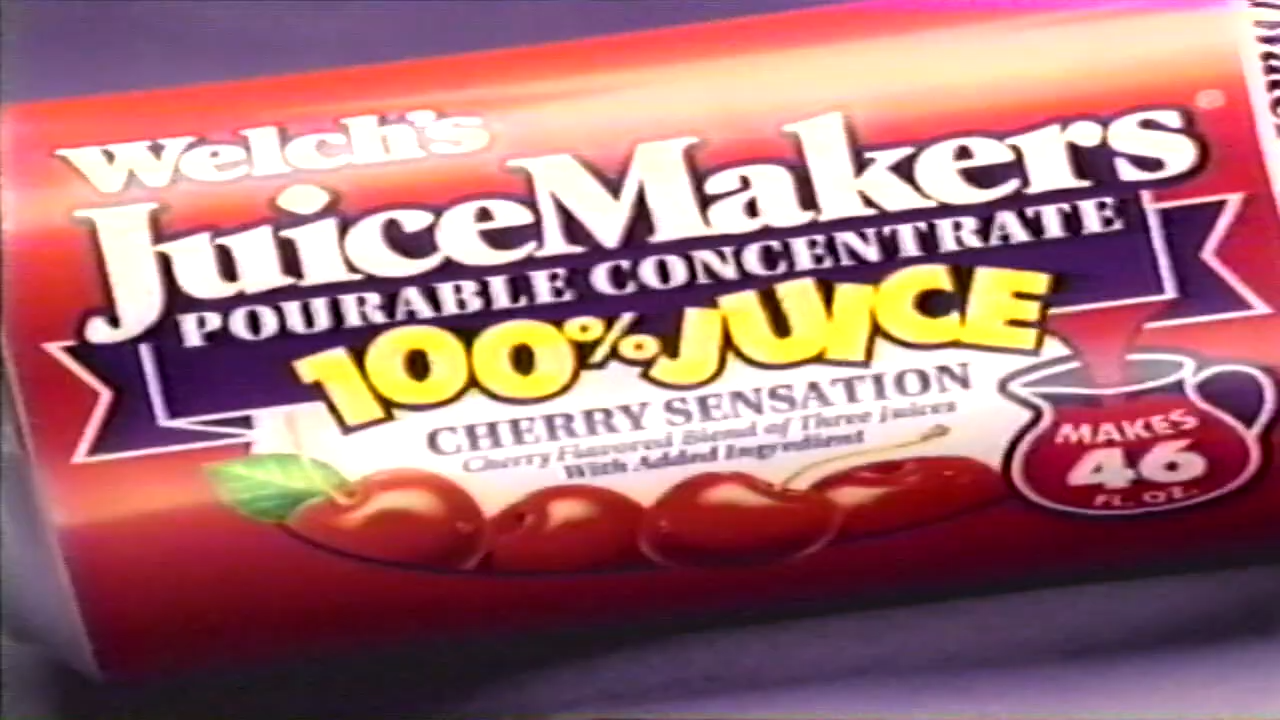 Welch's
JuiceMakers®
POURABLE CONCENTRATE
100% JUICE
CHERRY SENSATION
Cherry Flavored Blend of Three Juices
With Added Ingredient
MAKES
46
FL. OZ.